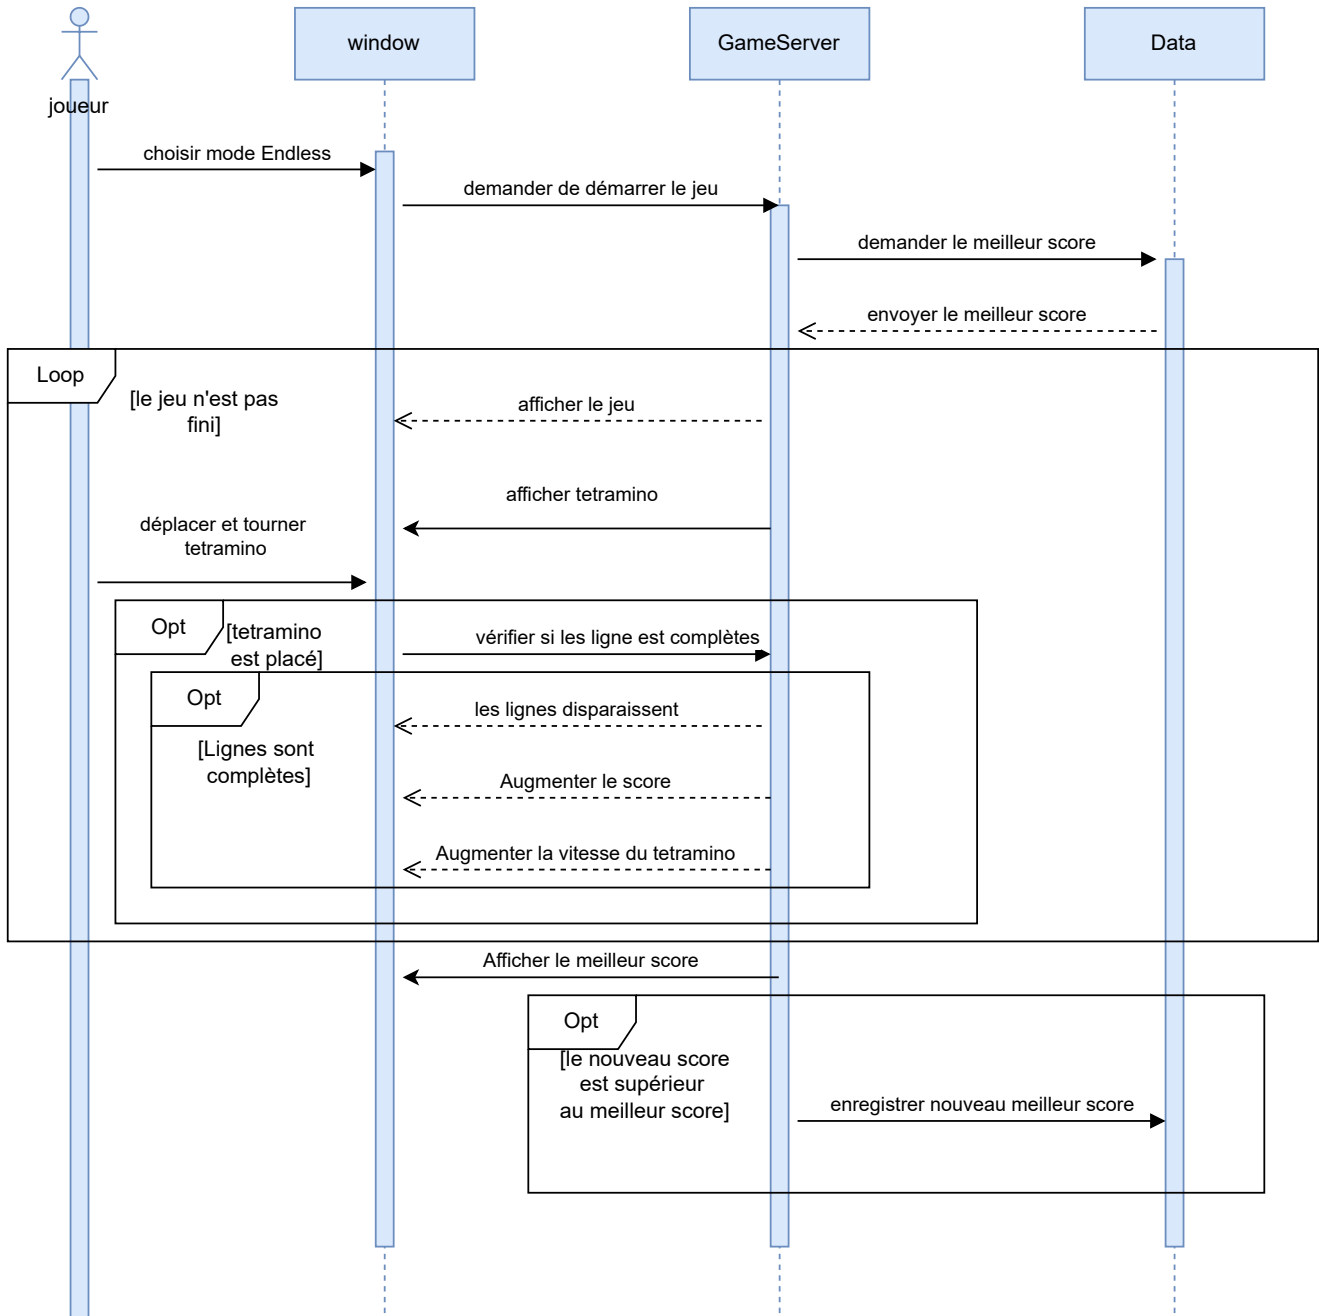 window
GameServer
Data
joueur
choisir mode Endless
demander de démarrer le jeu
demander le meilleur score
envoyer le meilleur score
Loop
[le jeu n'est pas
fini]
afficher le jeu
afficher tetramino
déplacer et tourner
tetramino
Opt
[tetramino
est placé]
vérifier si les ligne est complètes
Opt
[Lignes sont
complètes]
les lignes disparaissent
Augmenter le score
Augmenter la vitesse du tetramino
Afficher le meilleur score
Opt
[le nouveau score
est supérieur
au meilleur score]
enregistrer nouveau meilleur score